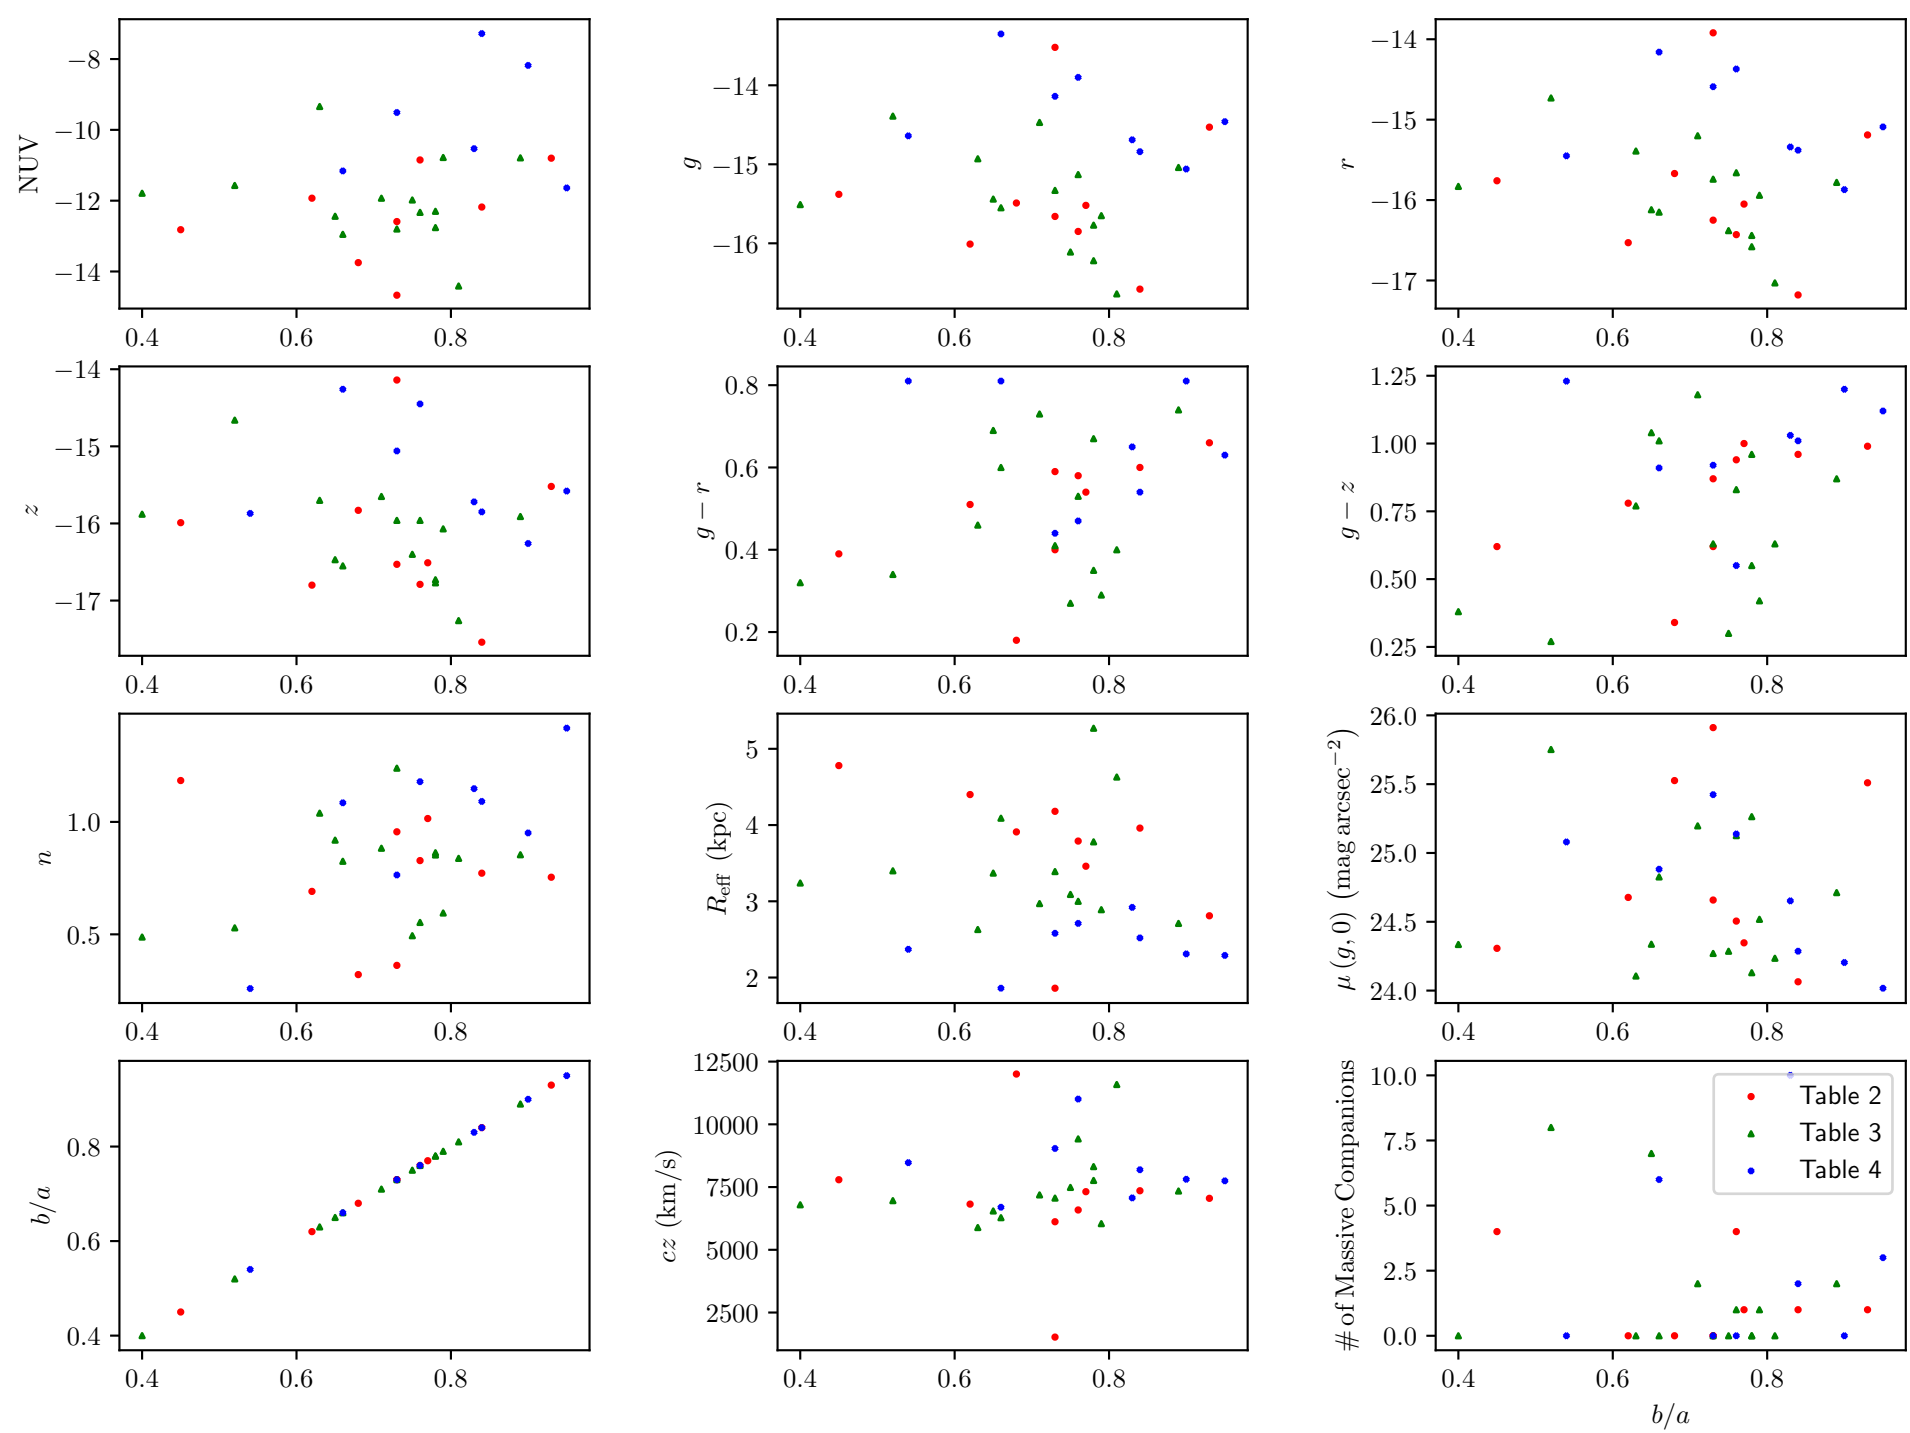 NUV
−8
−10
−12
−14
0.4 0.6 0.8
g
−14
−15
−16
0.4 0.6 0.8
r
−14
−15
−16
−17
0.4 0.6 0.8
z
−14
−15
−16
−17
0.4 0.6 0.8
g − r
0.8
0.6
0.4
0.2
0.4 0.6 0.8
g − z
1.25
1.00
0.75
0.50
0.25
0.4 0.6 0.8
n
1.0
0.5
0.4 0.6 0.8
R_eff (kpc)
5
4
3
2
0.4 0.6 0.8
μ (g, 0) (mag arcsec⁻²)
26.0
25.5
25.0
24.5
24.0
0.4 0.6 0.8
b/a
0.8
0.6
0.4
0.4 0.6 0.8
cz (km/s)
12500
10000
7500
5000
2500
0.4 0.6 0.8
# of Massive Companions
10.0
7.5
5.0
2.5
0.0
0.4 0.6 0.8
b/a
Table 2
Table 3
Table 4